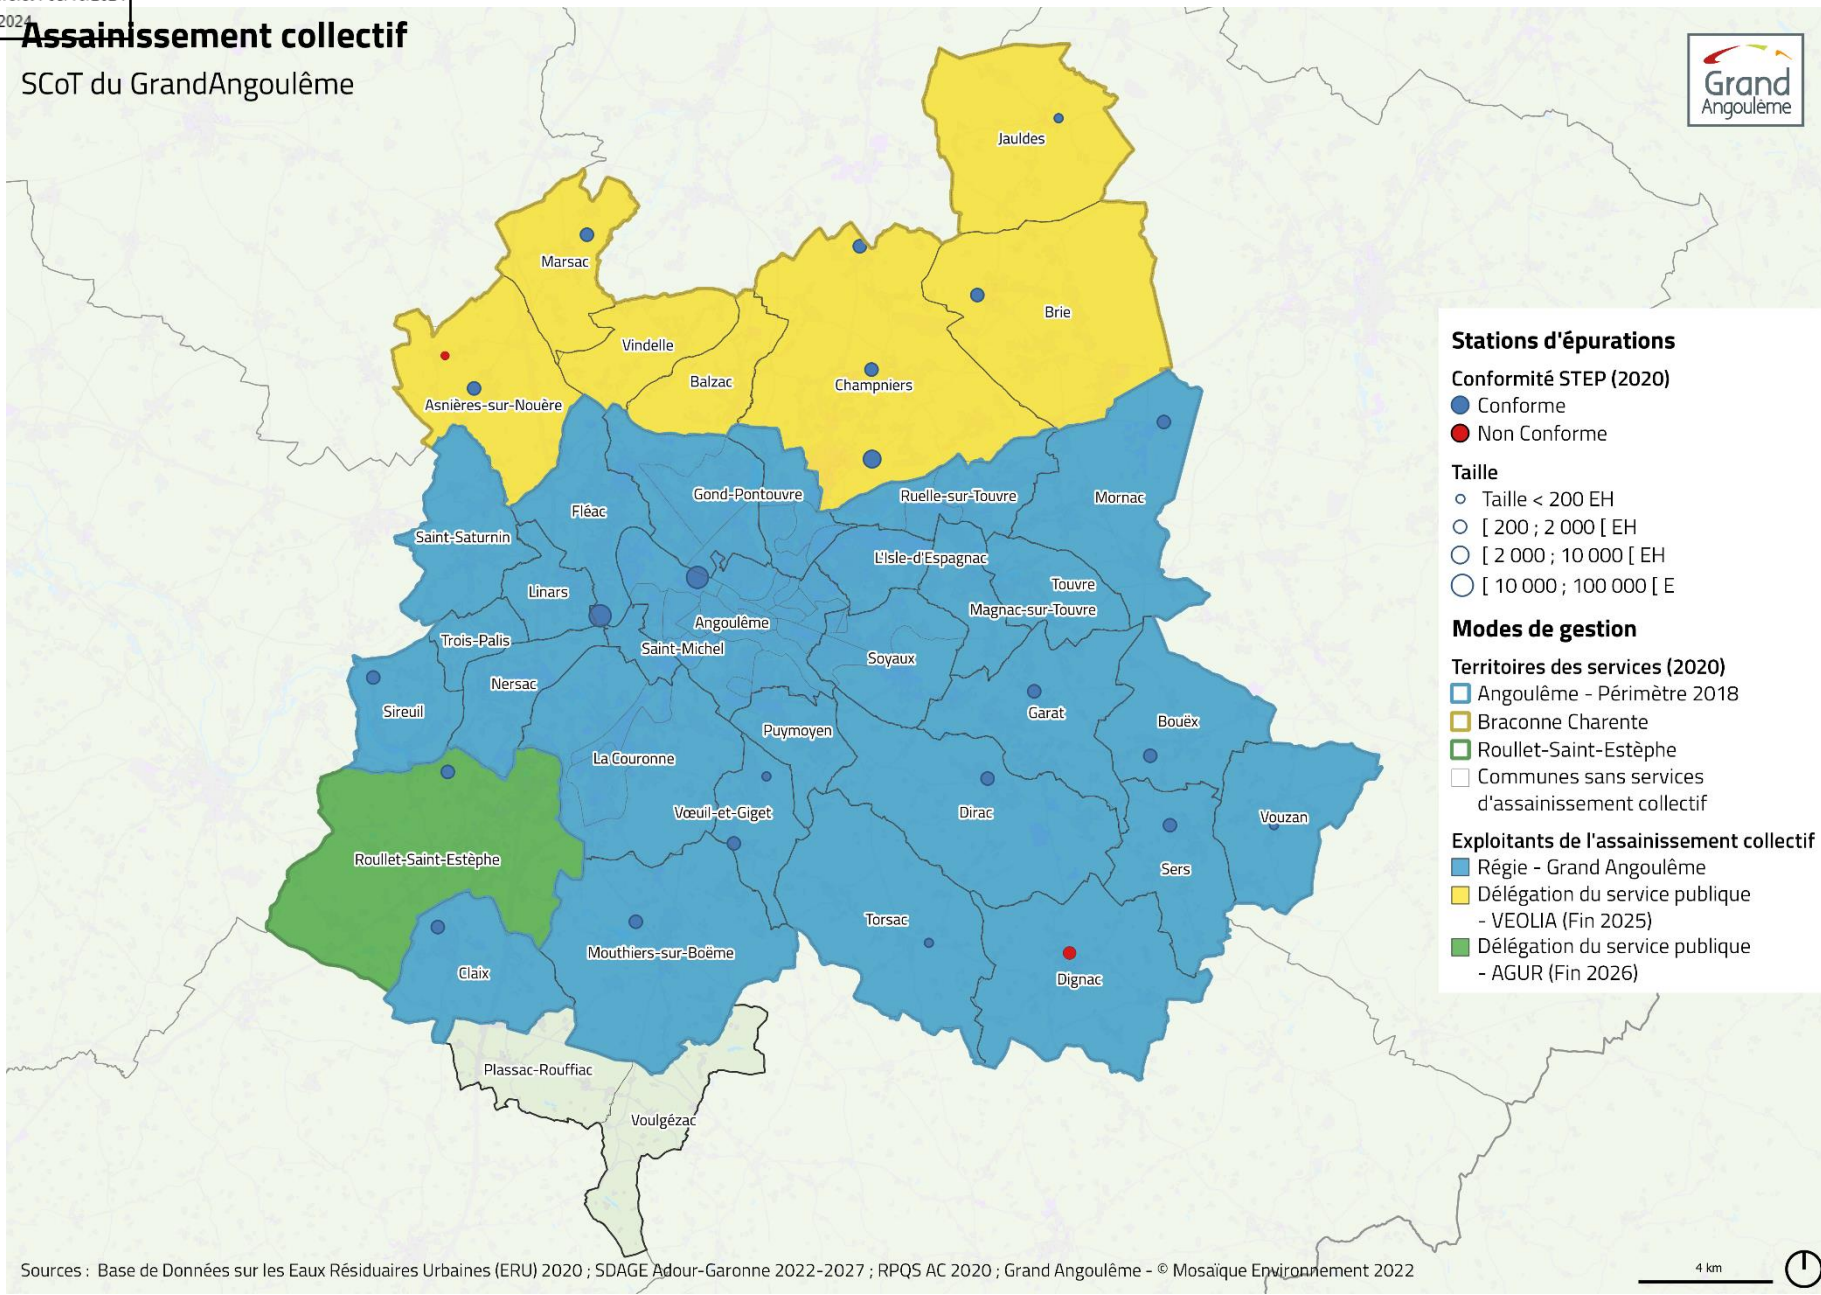 2024
Assainissement collectif
SCoT du GrandAngoulême
Grand
Angoulême
Jauldes
Marsac
Brie
Vindelle
Balzac
Champniers
Asnières-sur-Nouère
Gond-Pontouvre
Ruelle-sur-Touvre
Mornac
Fléac
Saint-Saturnin
L'Isle-d'Espagnac
Touvre
Linars
Magnac-sur-Touvre
Angoulême
Trois-Palis
Saint-Michel
Soyaux
Nersac
Sireuil
Garat
Bouëx
Puymoyen
La Couronne
Vœuil-et-Giget
Dirac
Vouzan
Roullet-Saint-Estèphe
Sers
Torsac
Mouthiers-sur-Boëme
Claix
Dignac
Plassac-Rouffiac
Voulgézac
Stations d'épurations
Conformité STEP (2020)
Conforme
Non Conforme
Taille
Taille < 200 EH
[ 200 ; 2 000 [ EH
[ 2 000 ; 10 000 [ EH
[ 10 000 ; 100 000 [ E
Modes de gestion
Territoires des services (2020)
Angoulême - Périmètre 2018
Braconne Charente
Roullet-Saint-Estèphe
Communes sans services
d'assainissement collectif
Exploitants de l'assainissement collectif
Régie - Grand Angoulême
Délégation du service publique
- VEOLIA (Fin 2025)
Délégation du service publique
- AGUR (Fin 2026)
Sources : Base de Données sur les Eaux Résiduaires Urbaines (ERU) 2020 ; SDAGE Adour-Garonne 2022-2027 ; RPQS AC 2020 ; Grand Angoulême - © Mosaïque Environnement 2022
4 km